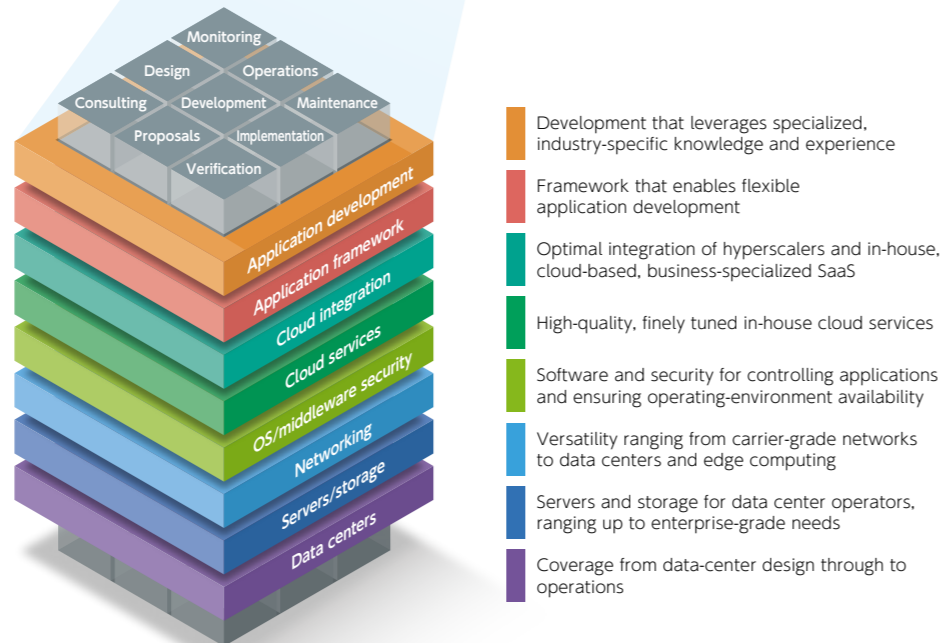 Monitoring
Design
Operations
Consulting
Development
Maintenance
Proposals
Implementation
Verification
Application development
Application framework
Cloud integration
Cloud services
OS/middleware security
Networking
Servers/storage
Data centers
Development that leverages specialized,
industry-specific knowledge and experience
Framework that enables flexible
application development
Optimal integration of hyperscalers and in-house,
cloud-based, business-specialized SaaS
High-quality, finely tuned in-house cloud services
Software and security for controlling applications
and ensuring operating-environment availability
Versatility ranging from carrier-grade networks
to data centers and edge computing
Servers and storage for data center operators,
ranging up to enterprise-grade needs
Coverage from data-center design through to
operations